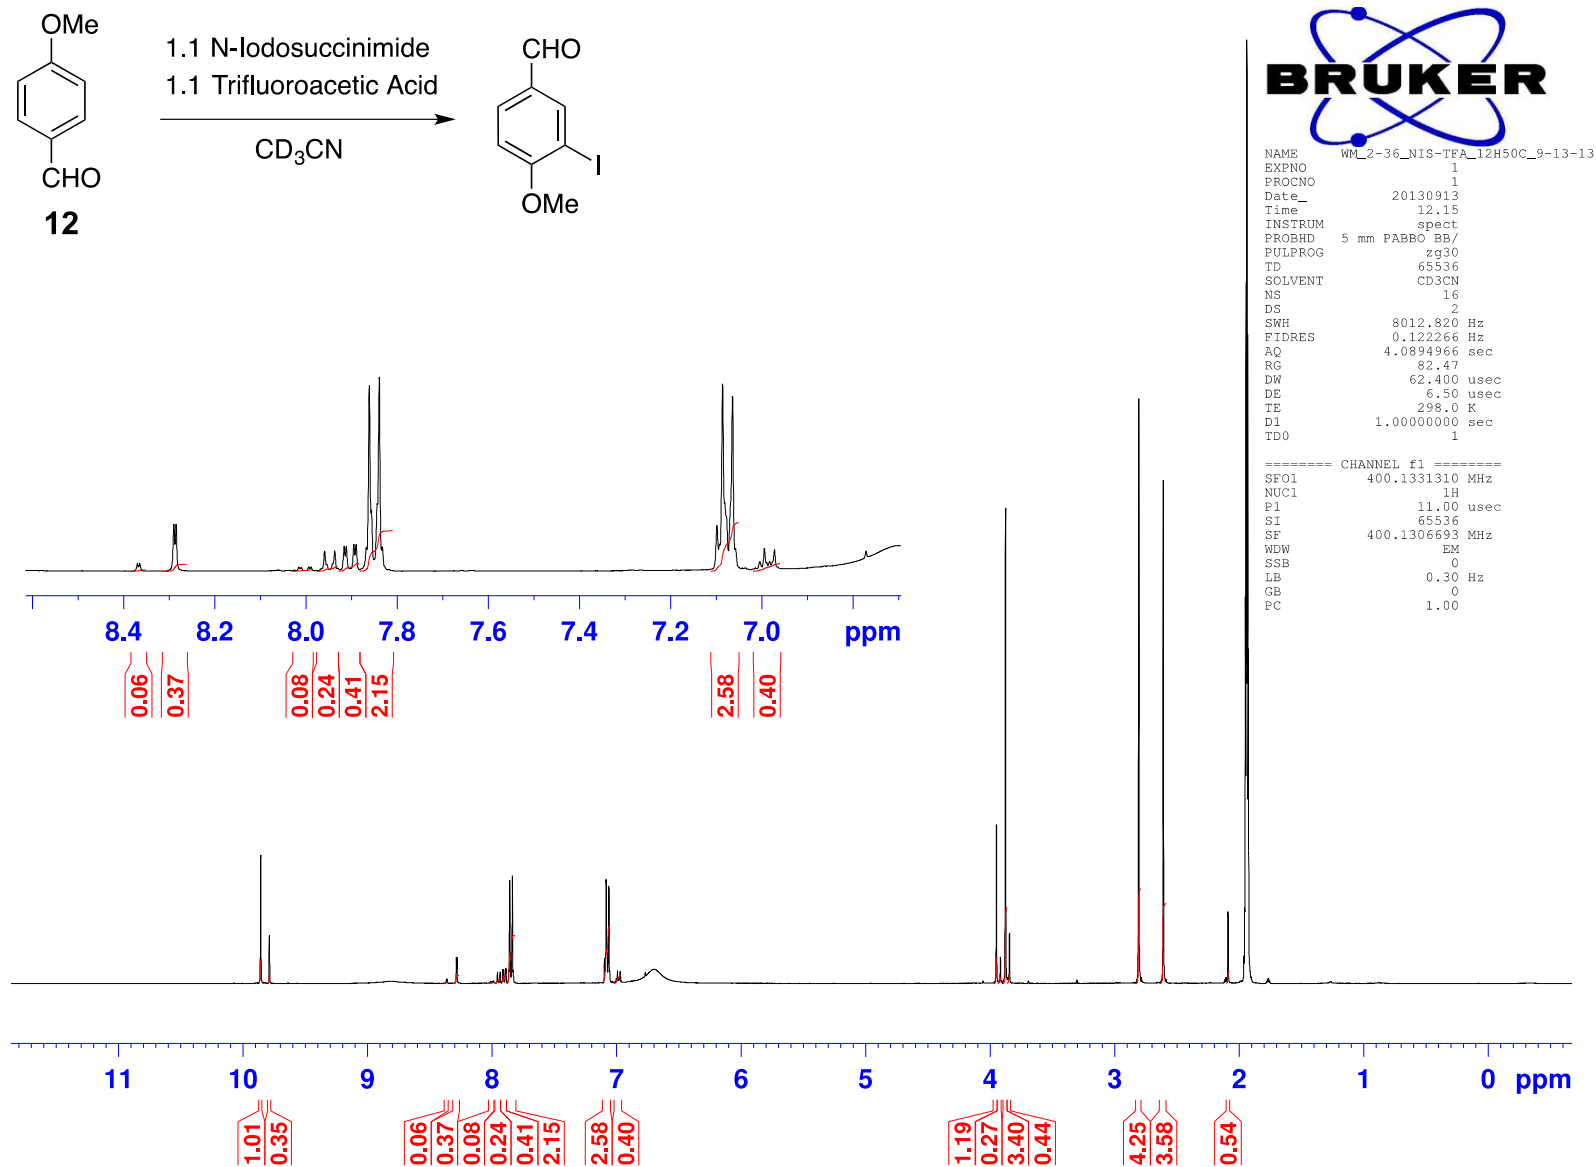 OMe
1.1 N-Iodosuccinimide
1.1 Trifluoroacetic Acid
CD3CN
CHO
12
CHO
I
OMe
BRUKER
NAME WM_2-36_NIS-TFA_12H50C_9-13-13
EXPNO 1
PROCNO 1
Date_ 20130913
Time 12.15
INSTRUM spect
PROBHD 5 mm PABBO BB/
PULPROG zg30
TD 65536
SOLVENT CD3CN
NS 16
DS 2
SWH 8012.820 Hz
FIDRES 0.122266 Hz
AQ 4.0894966 sec
RG 82.47
DW 62.400 usec
DE 6.50 usec
TE 298.0 K
D1 1.00000000 sec
TD0 1
======== CHANNEL f1 ========
SFO1 400.1331310 MHz
NUC1 1H
P1 11.00 usec
SI 65536
SF 400.1306693 MHz
WDW EM
SSB 0
LB 0.30 Hz
GB 0
PC 1.00
8.4 8.2 8.0 7.8 7.6 7.4 7.2 7.0 ppm
0.06 0.37 0.08 0.24 0.41 2.15 2.58 0.40
11 10 9 8 7 6 5 4 3 2 1 0 ppm
1.01 0.35 0.06 0.37 0.08 0.24 0.41 2.15 2.58 0.40 1.19 0.27 3.40 0.44 4.25 3.58 0.54